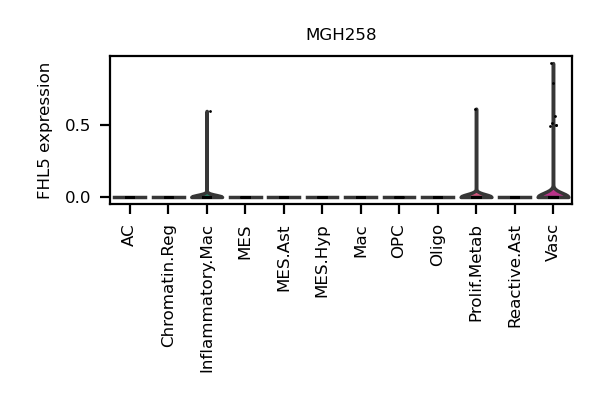 MGH258
FHL5 expression
0.5
0.0
AC
Chromatin.Reg
Inflammatory.Mac
MES
MES.Ast
MES.Hyp
Mac
OPC
Oligo
Prolif.Metab
Reactive.Ast
Vasc